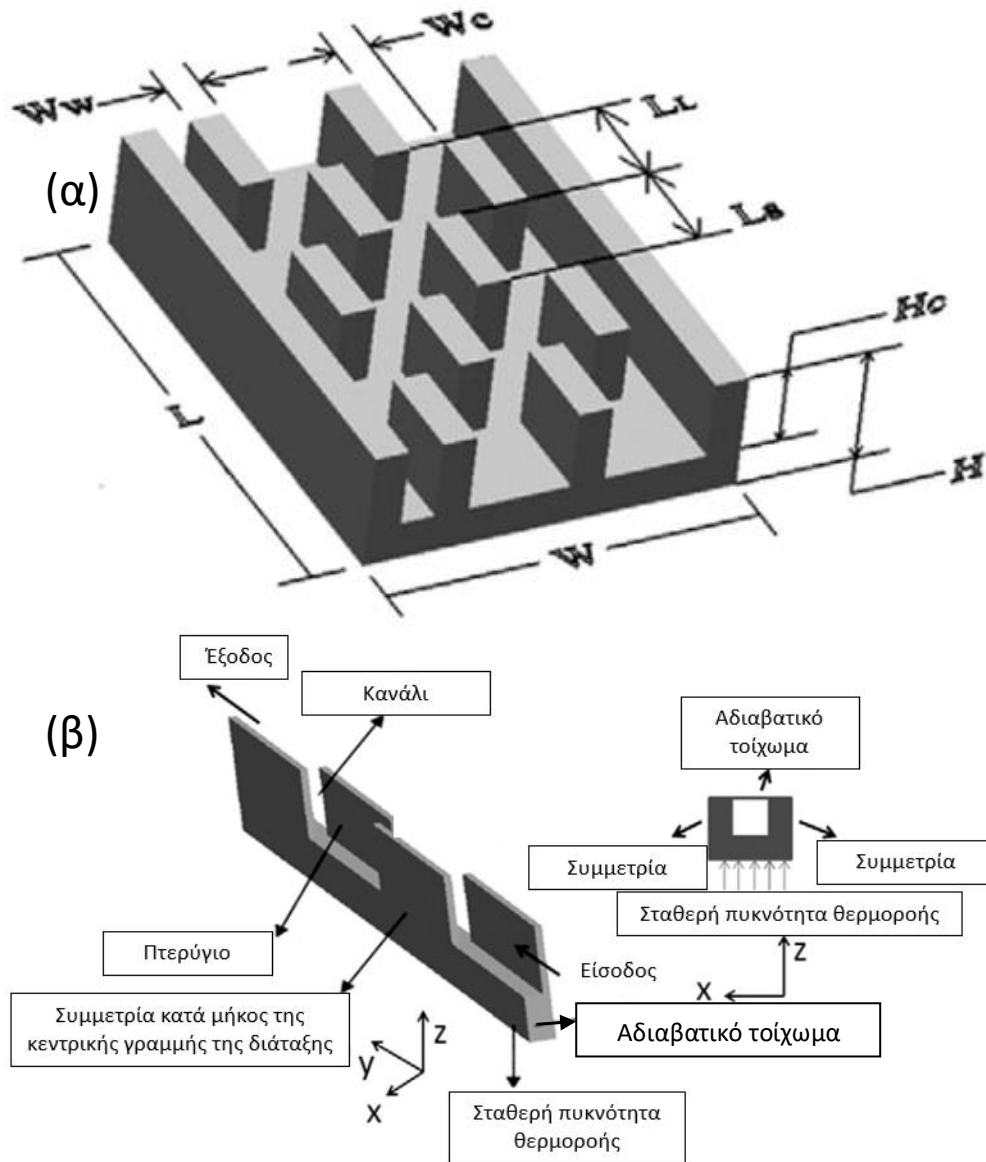 Wc
Ww
LL
(α)
Ls
Hc
L
H
W
Έξοδος
Κανάλι
(β)
Αδιαβατικό
τοίχωμα
Συμμετρία
Συμμετρία
Σταθερή πυκνότητα θερμοροής
Πτερύγιο
Είσοδος
z
x
Συμμετρία κατά μήκος της
κεντρικής γραμμής της διάταξης
Αδιαβατικό τοίχωμα
z
y
x
Σταθερή πυκνότητα
θερμοροής